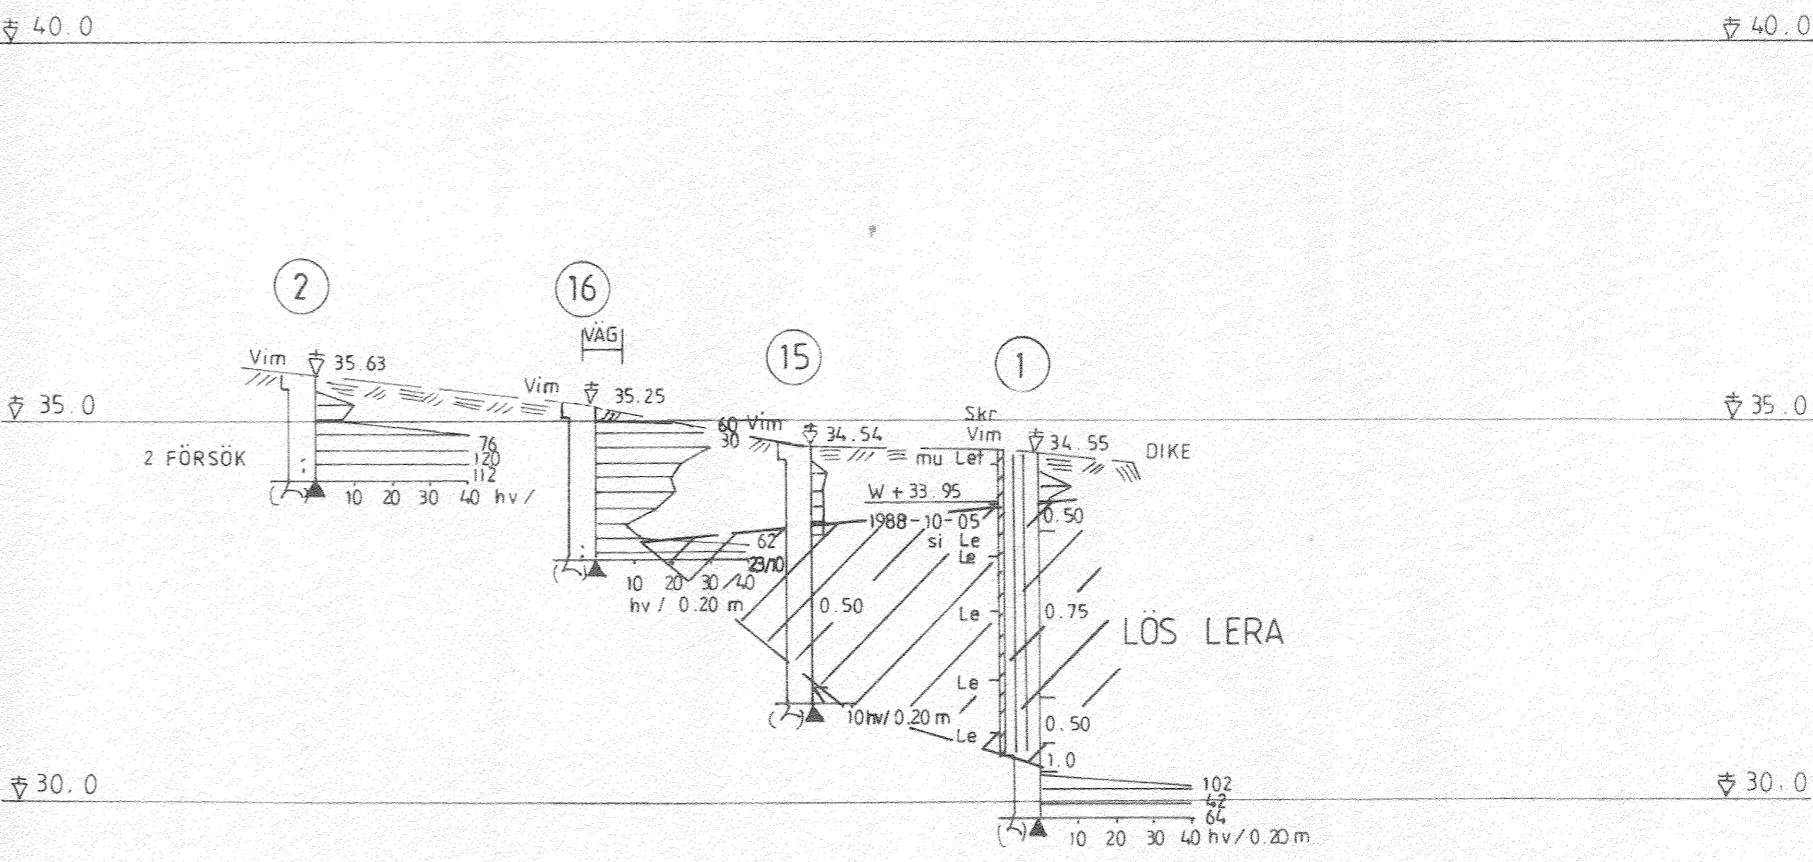 40.0 40.0
2 16
VÄG
15 1
Vim 35.63
Vim 35.25
35.0 35.0
60 Vim
30
34.54
Skr
Vim
34.55 DIKE
mu Let
2 FÖRSÖK
76
120
112
10 20 30 40 hv/
W + 33.95
1988-10-05
0.50
si Le
Le
62
23/10
10 20 30 40
hv / 0.20 m
0.50
Le
0.75
LÖS LERA
Le
10 hv/0.20 m
0.50
Le
1.0
30.0 30.0
102
42
64
10 20 30 40 hv/0.20 m